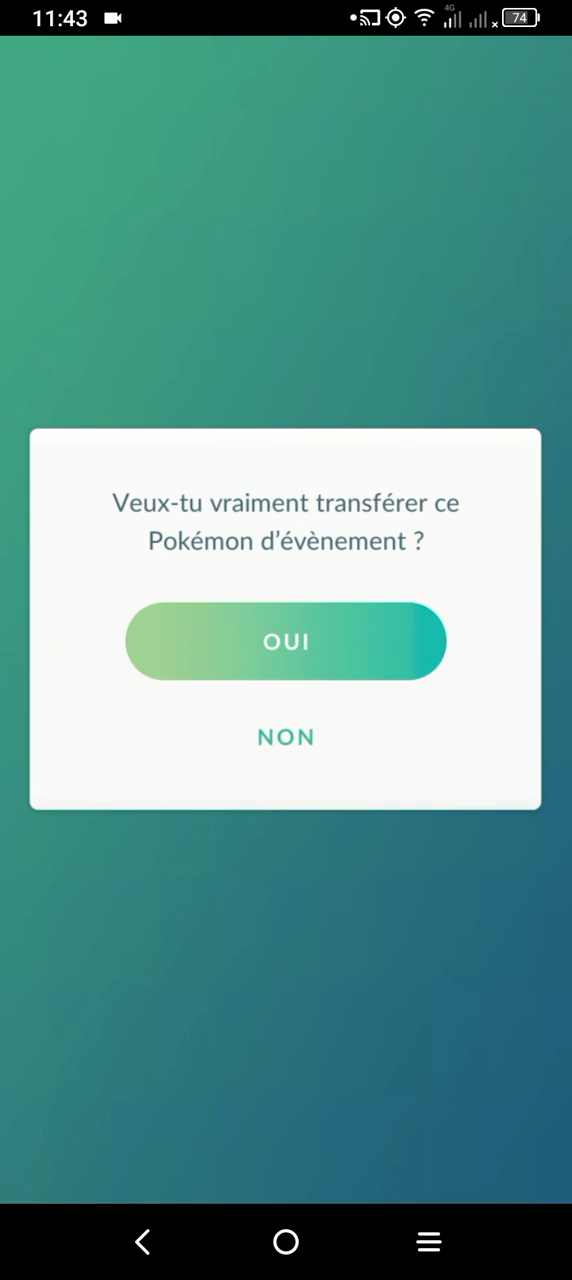 11:43
4G
74
Veux-tu vraiment transférer ce
Pokémon d'évènement ?
OUI
NON